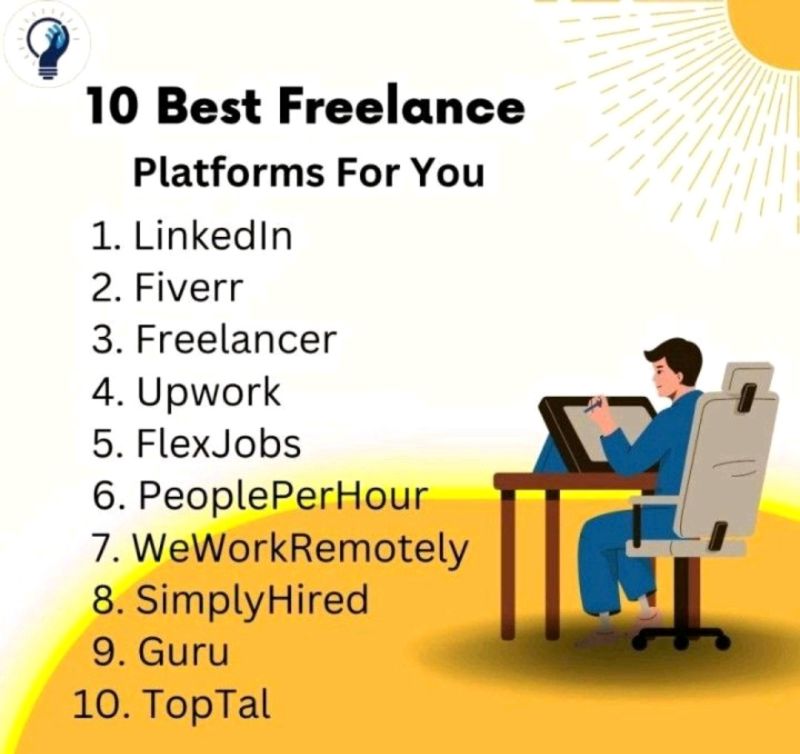 10 Best Freelance
Platforms For You
1. LinkedIn
2. Fiverr
3. Freelancer
4. Upwork
5. FlexJobs
6. PeoplePerHour
7. WeWorkRemotely
8. SimplyHired
9. Guru
10. TopTal